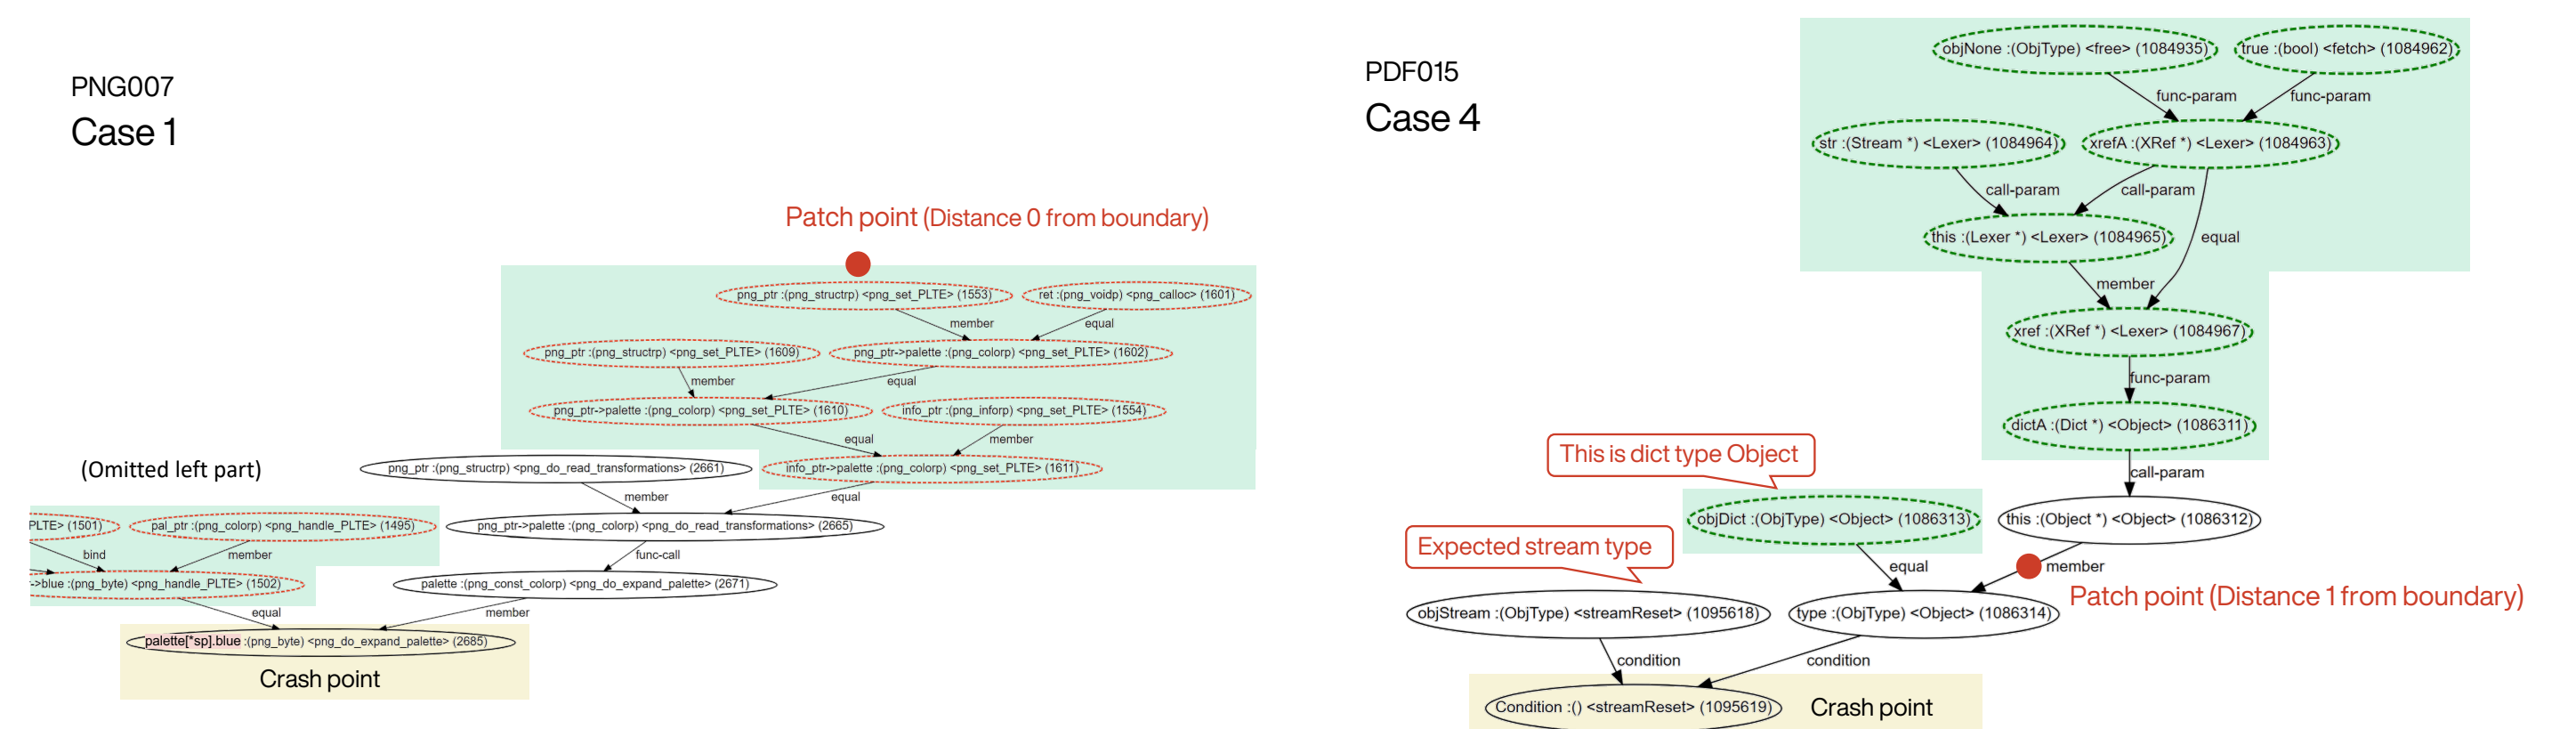 PNG007
Case 1
Patch point (Distance 0 from boundary)
png_ptr :(png_structrp) <png_set_PLTE> (1553)
ret :(png_voidp) <png_calloc> (1601)
member
equal
png_ptr :(png_structrp) <png_set_PLTE> (1609)
png_ptr->palette :(png_colorp) <png_set_PLTE> (1602)
member
equal
png_ptr->palette :(png_colorp) <png_set_PLTE> (1610)
info_ptr :(png_inforp) <png_set_PLTE> (1554)
equal
member
(Omitted left part)
png_ptr :(png_structrp) <png_do_read_transformations> (2661)
info_ptr->palette :(png_colorp) <png_set_PLTE> (1611)
member
equal
PLTE> (1501)
pal_ptr :(png_colorp) <png_handle_PLTE> (1495)
png_ptr->palette :(png_colorp) <png_do_read_transformations> (2665)
bind
member
func-call
->blue :(png_byte) <png_handle_PLTE> (1502)
palette :(png_const_colorp) <png_do_expand_palette> (2671)
equal
member
palette[*sp].blue :(png_byte) <png_do_expand_palette> (2685)
Crash point
PDF015
Case 4
objNone :(ObjType) <free> (1084935)
true :(bool) <fetch> (1084962)
func-param
func-param
str :(Stream *) <Lexer> (1084964)
xrefA :(XRef *) <Lexer> (1084963)
call-param
call-param
this :(Lexer *) <Lexer> (1084965)
equal
member
xref :(XRef *) <Lexer> (1084967)
func-param
dictA :(Dict *) <Object> (1086311)
This is dict type Object
call-param
objDict :(ObjType) <Object> (1086313)
this :(Object *) <Object> (1086312)
Expected stream type
equal
member
Patch point (Distance 1 from boundary)
objStream :(ObjType) <streamReset> (1095618)
type :(ObjType) <Object> (1086314)
condition
condition
Condition :() <streamReset> (1095619)
Crash point